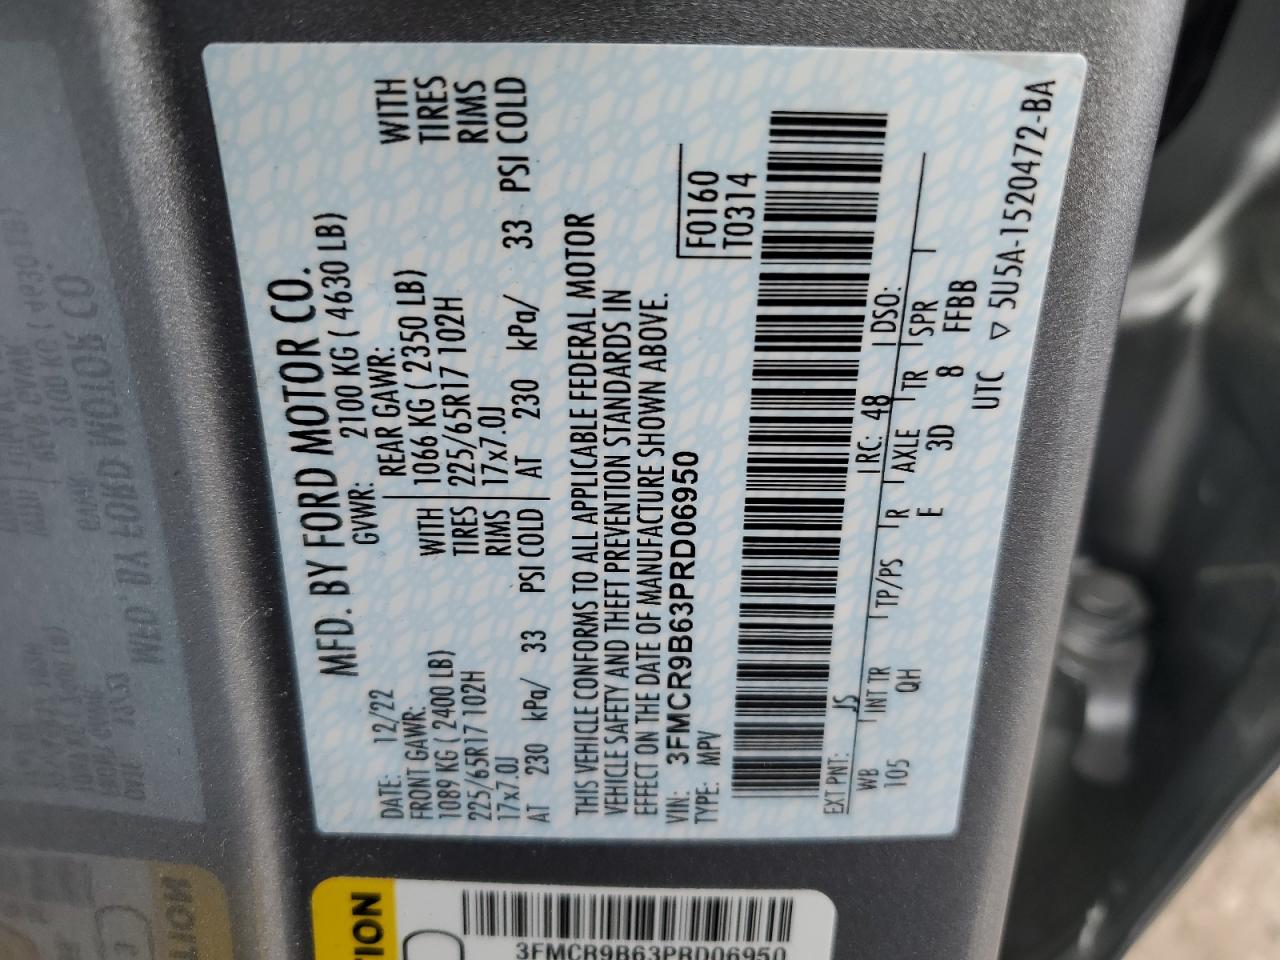 MFD. BY FORD MOTOR CO.
DATE: 12/22 GVWR: 2100 KG ( 4630 LB)
FRONT GAWR: REAR GAWR:
1089 KG ( 2400 LB) WITH 1066 KG ( 2350 LB) WITH
225/65R17 102H TIRES 225/65R17 102H TIRES
17x7.0J RIMS 17x7.0J RIMS
AT 230 kPa/ 33 PSI COLD AT 230 kPa/ 33 PSI COLD
THIS VEHICLE CONFORMS TO ALL APPLICABLE FEDERAL MOTOR
VEHICLE SAFETY AND THEFT PREVENTION STANDARDS IN
EFFECT ON THE DATE OF MANUFACTURE SHOWN ABOVE.
VIN: 3FMCR9B63PRD06950 F0160
TYPE: MPV T0314
EXT PNT: JS RC: 48 DSO:
WB INT TR TP/PS R AXLE TR SPR
105 QH E 3D 8 FFBB
UTC ▽ 5U5A-1520472-BA
TION
3FMCR9B63PRD06950